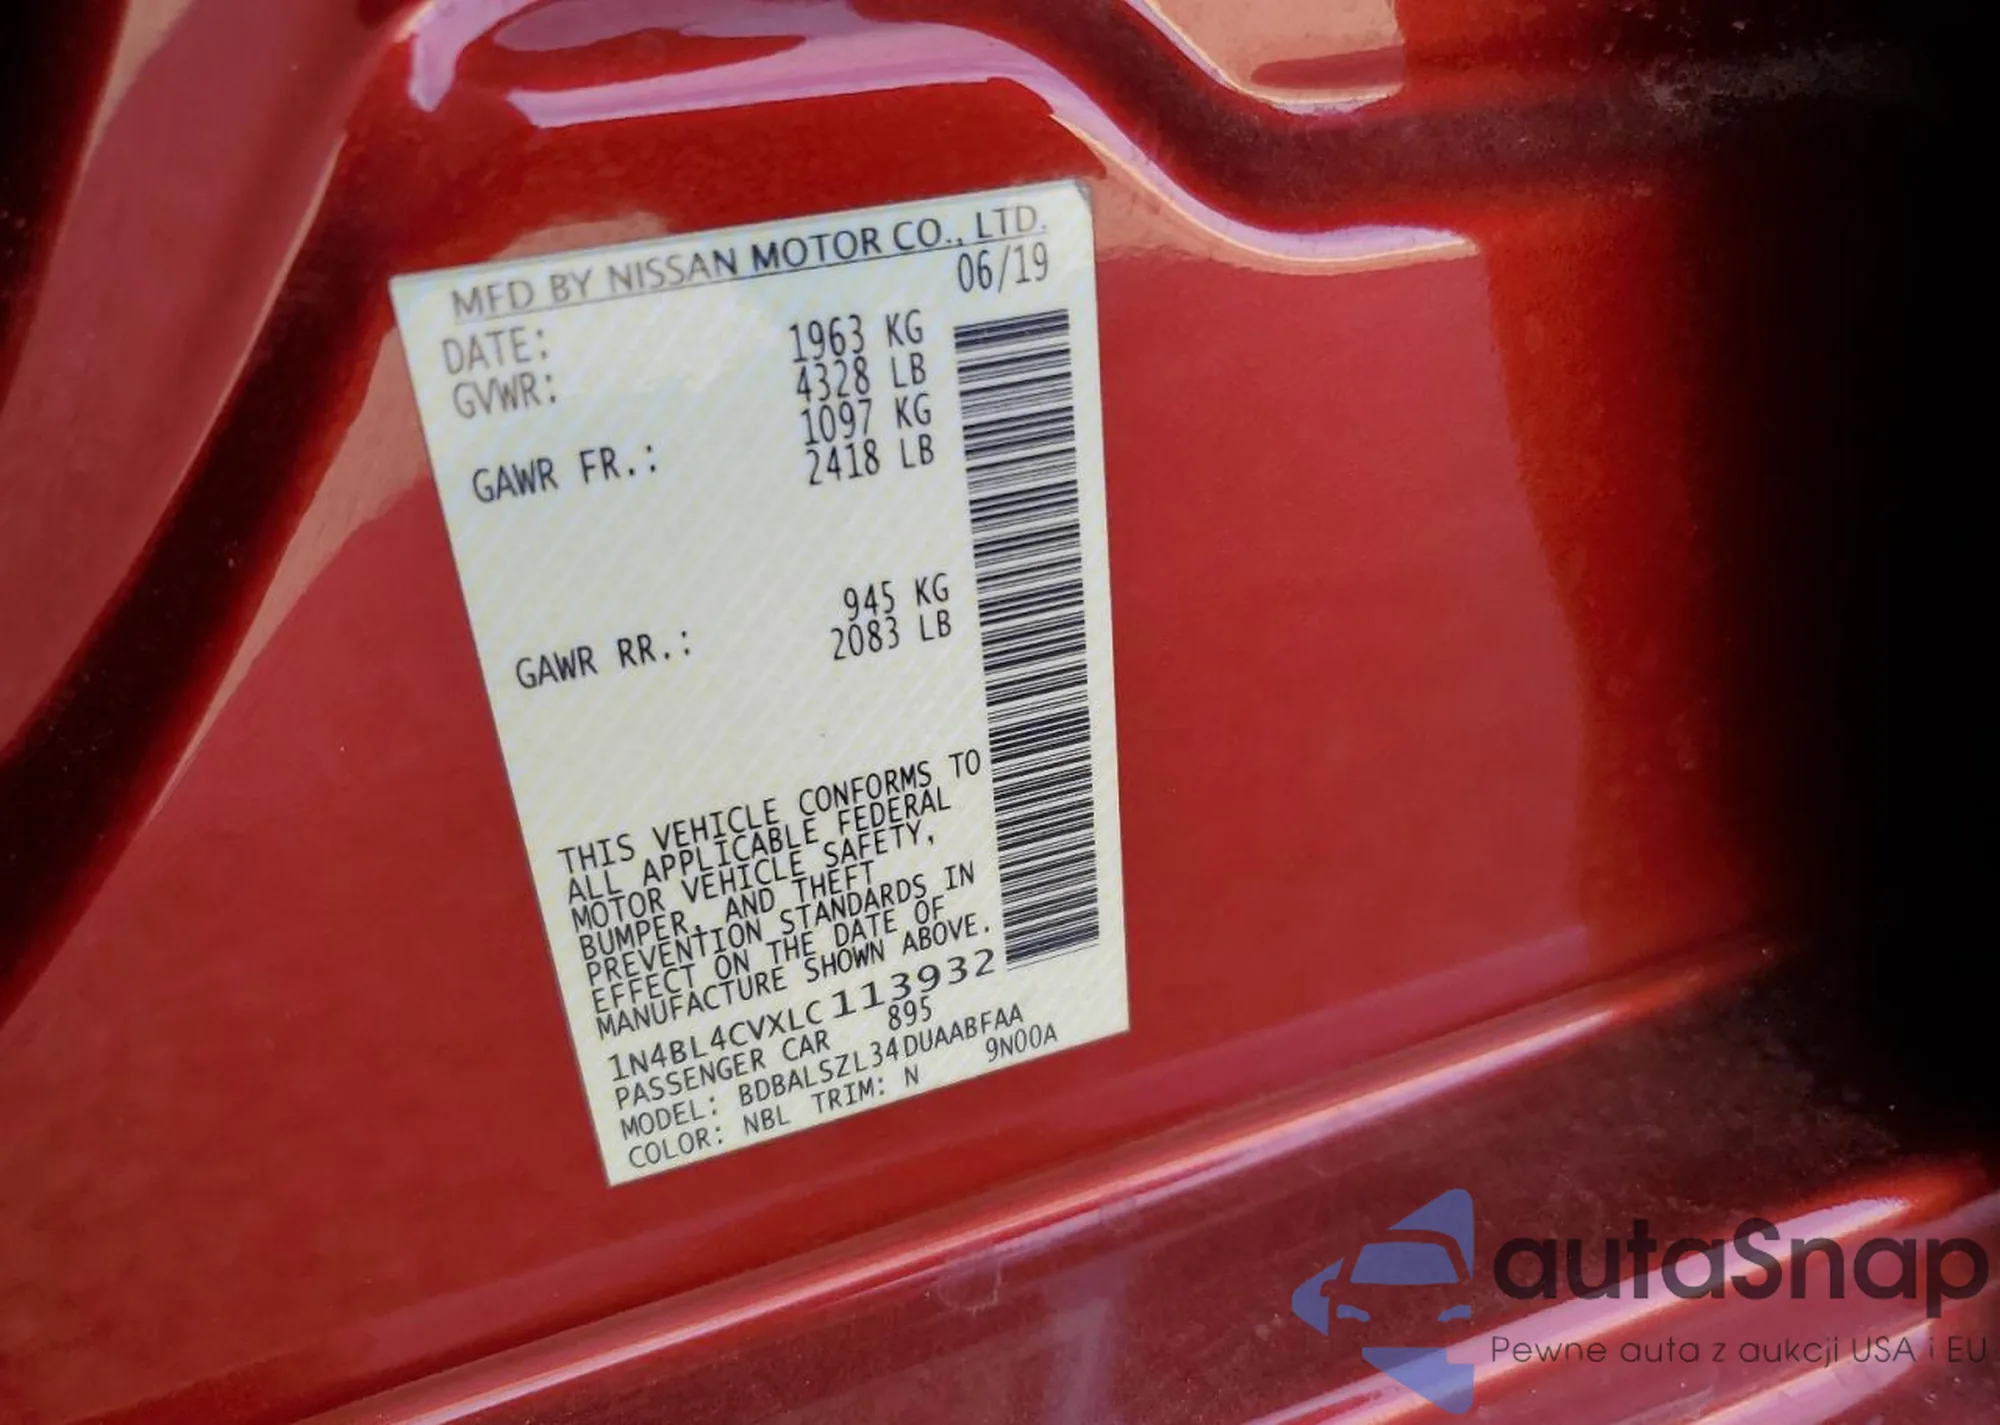 MFD BY NISSAN MOTOR CO., LTD.
DATE: 06/19
GVWR: 1963 KG
4328 LB
GAWR FR.: 1097 KG
2418 LB
GAWR RR.: 945 KG
2083 LB
THIS VEHICLE CONFORMS TO
ALL APPLICABLE FEDERAL
MOTOR VEHICLE SAFETY,
BUMPER, AND THEFT
PREVENTION STANDARDS IN
EFFECT ON THE DATE OF
MANUFACTURE SHOWN ABOVE.
1N4BL4CVXLC113932
PASSENGER CAR 895
MODEL: BDBALSZL34DUAABFAA
COLOR: NBL TRIM: N 9N00A
autaSnap
Pewne auta z aukcji USA i EU